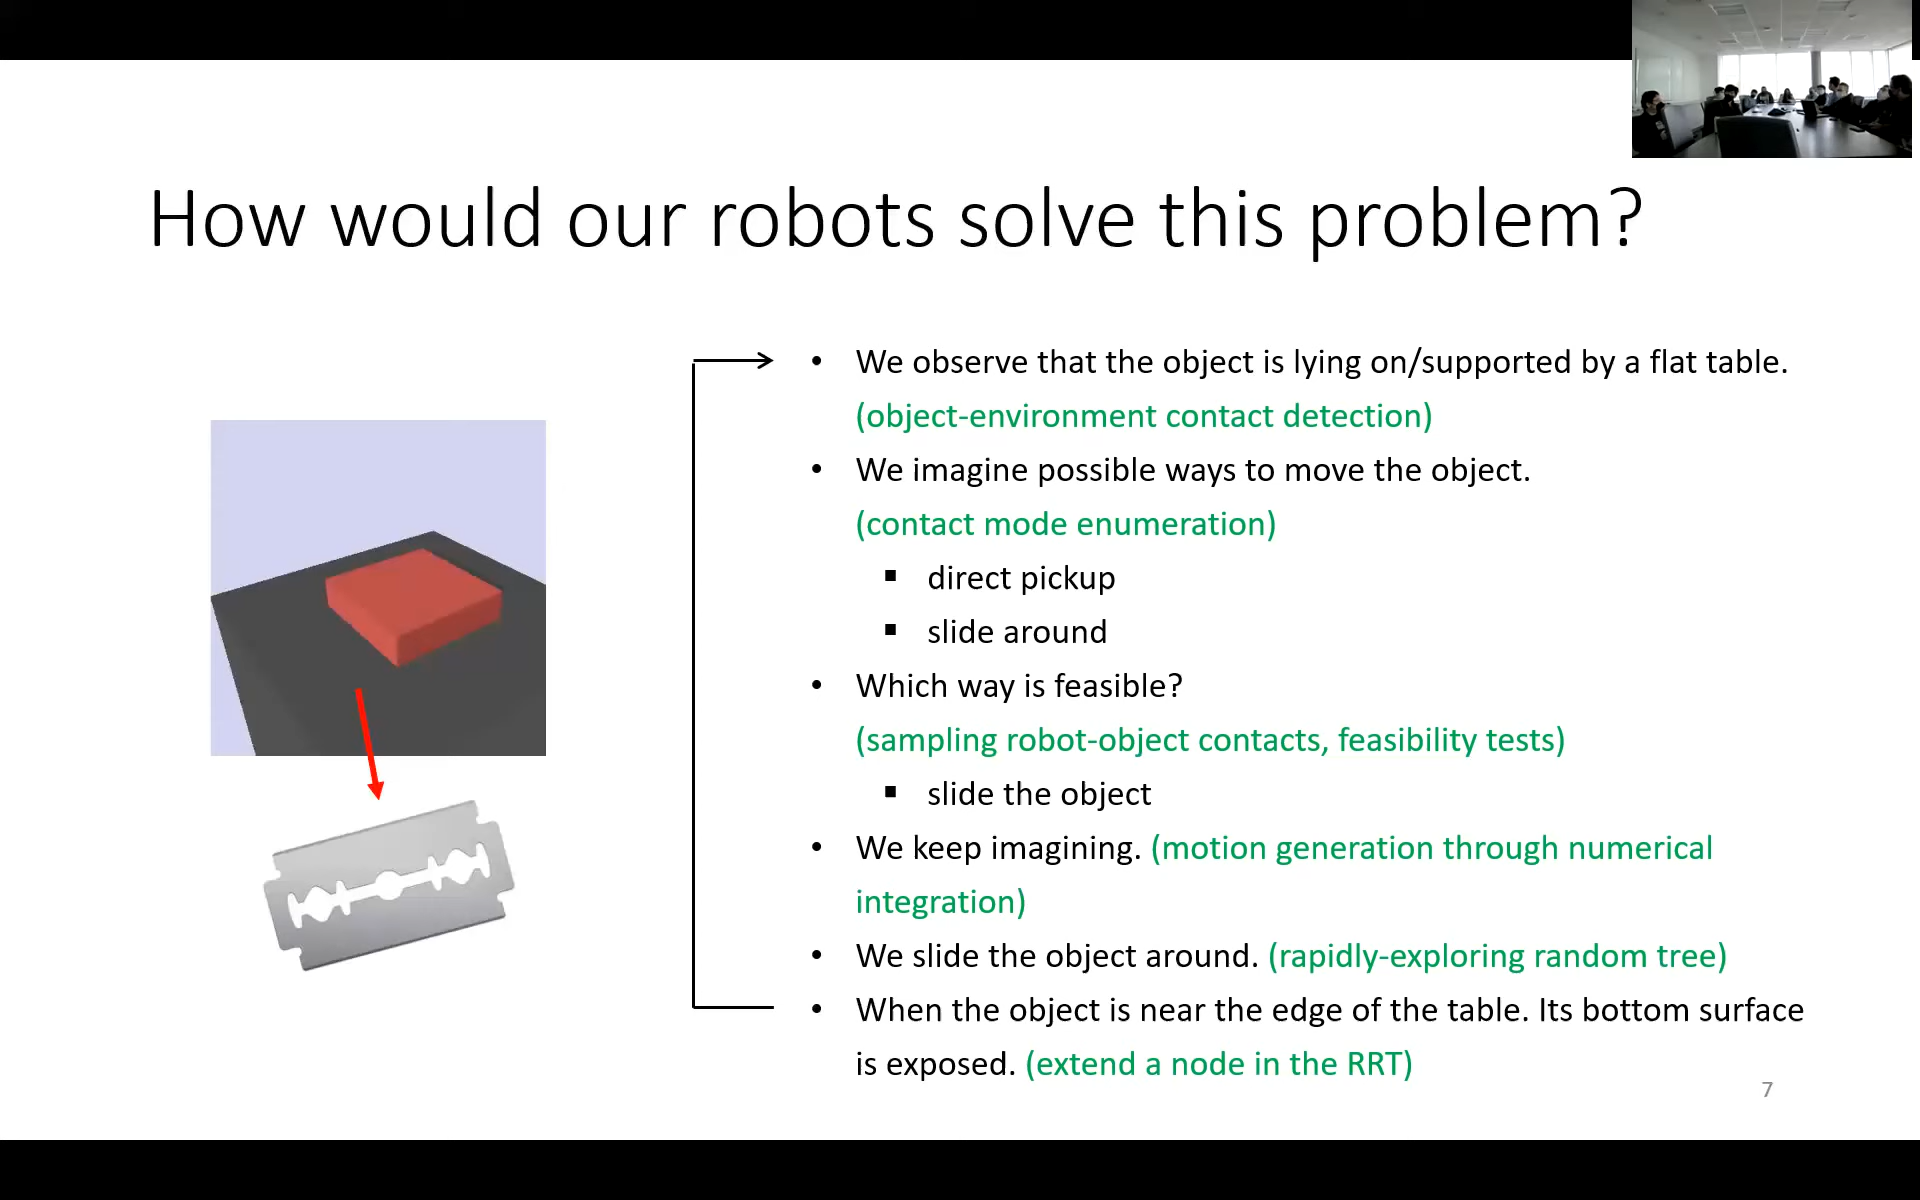 How would our robots solve this problem?
• We observe that the object is lying on/supported by a flat table.
(object-environment contact detection)
• We imagine possible ways to move the object.
(contact mode enumeration)
▪ direct pickup
▪ slide around
• Which way is feasible?
(sampling robot-object contacts, feasibility tests)
▪ slide the object
• We keep imagining. (motion generation through numerical
integration)
• We slide the object around. (rapidly-exploring random tree)
• When the object is near the edge of the table. Its bottom surface
is exposed. (extend a node in the RRT)
7